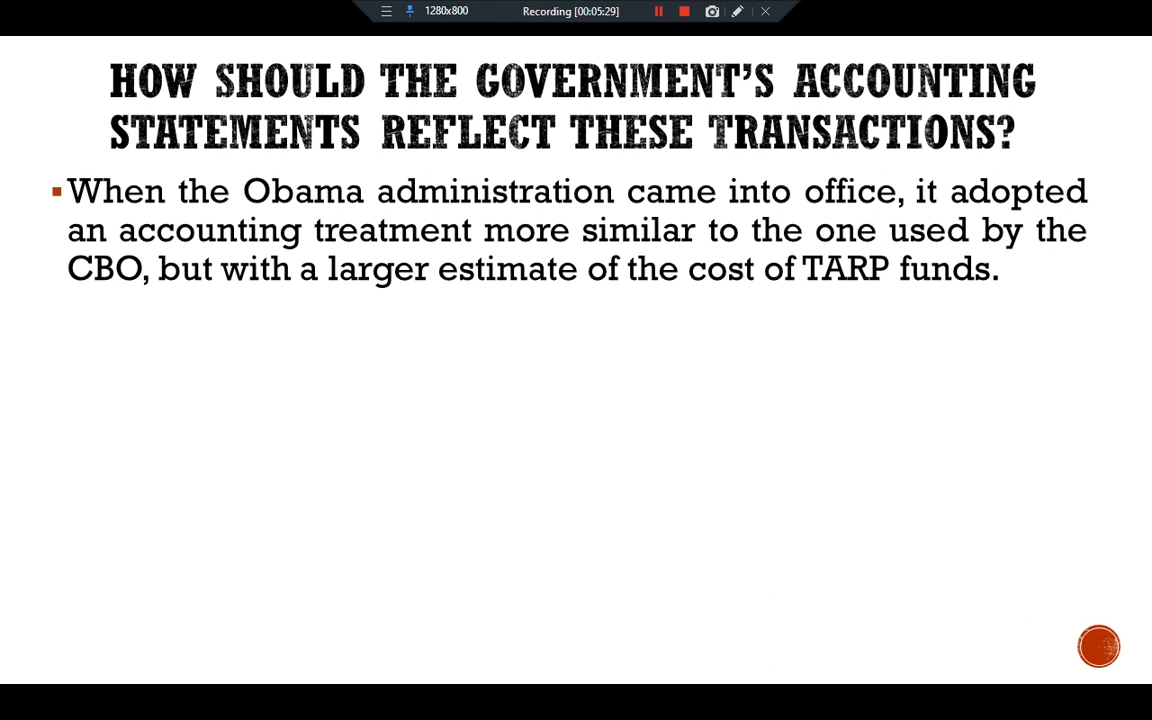 1280x800 Recording [00:05:29]
HOW SHOULD THE GOVERNMENT'S ACCOUNTING
STATEMENTS REFLECT THESE TRANSACTIONS?
▪When the Obama administration came into office, it adopted
an accounting treatment more similar to the one used by the
CBO, but with a larger estimate of the cost of TARP funds.